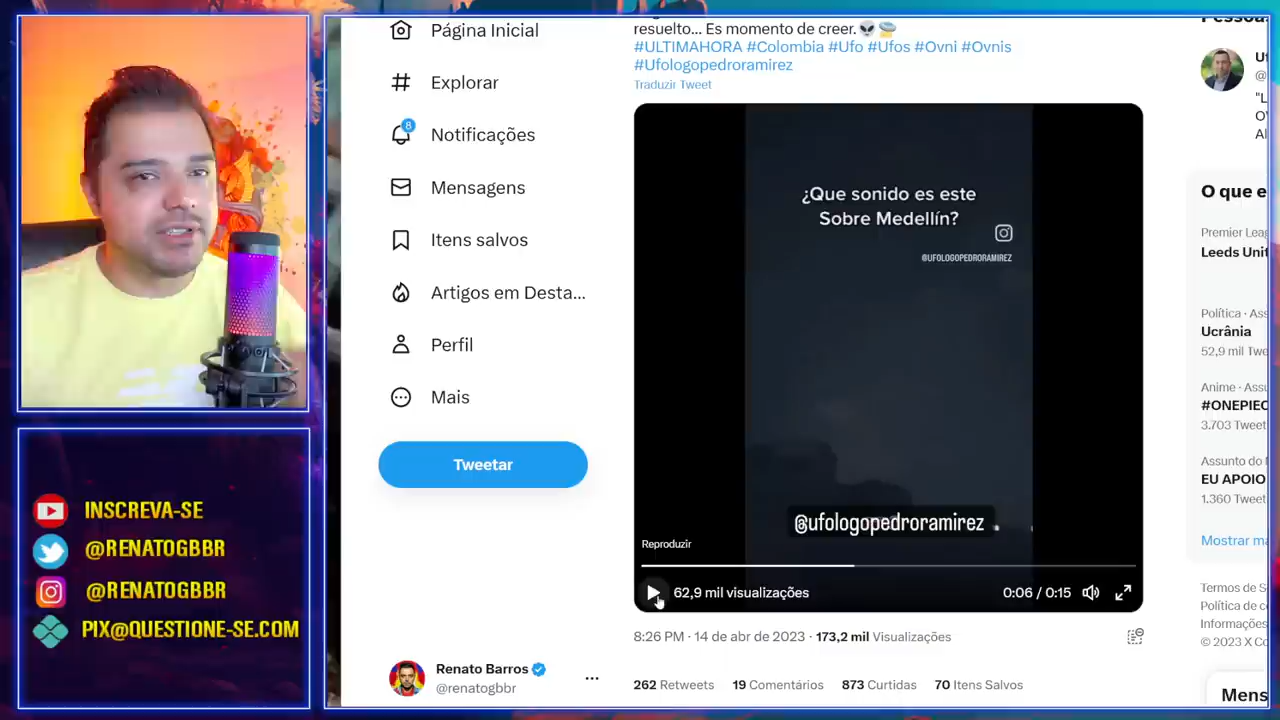 INSCREVA-SE
@RENATOGBBR
@RENATOGBBR
PIX@QUESTIONE-SE.COM
Página Inicial
Explorar
8
Notificações
Mensagens
Itens salvos
Artigos em Desta...
Perfil
Mais
Tweetar
Renato Barros
@renatogbbr
resuelto... Es momento de creer.
#ULTIMAHORA #Colombia #Ufo #Ufos #Ovni #Ovnis
#Ufologopedroramirez
Traduzir Tweet
¿Que sonido es este
Sobre Medellín?
@UFOLOGOPEDRORAMIREZ
@ufologopedroramirez
Reproduzir
62,9 mil visualizações
0:06 / 0:15
8:26 PM · 14 de abr de 2023 · 173,2 mil Visualizações
262 Retweets 19 Comentários 873 Curtidas 70 Itens Salvos
O que e
Premier Lea
Leeds Unit
Política · Ass
Ucrânia
52,9 mil Twe
Anime · Ass
#ONEPIEC
3.703 Tweet
Assunto do
EU APOIO
1.360 Tweet
Mostrar ma
Termos de S
Política de c
Informações
© 2023 X Co
Mens